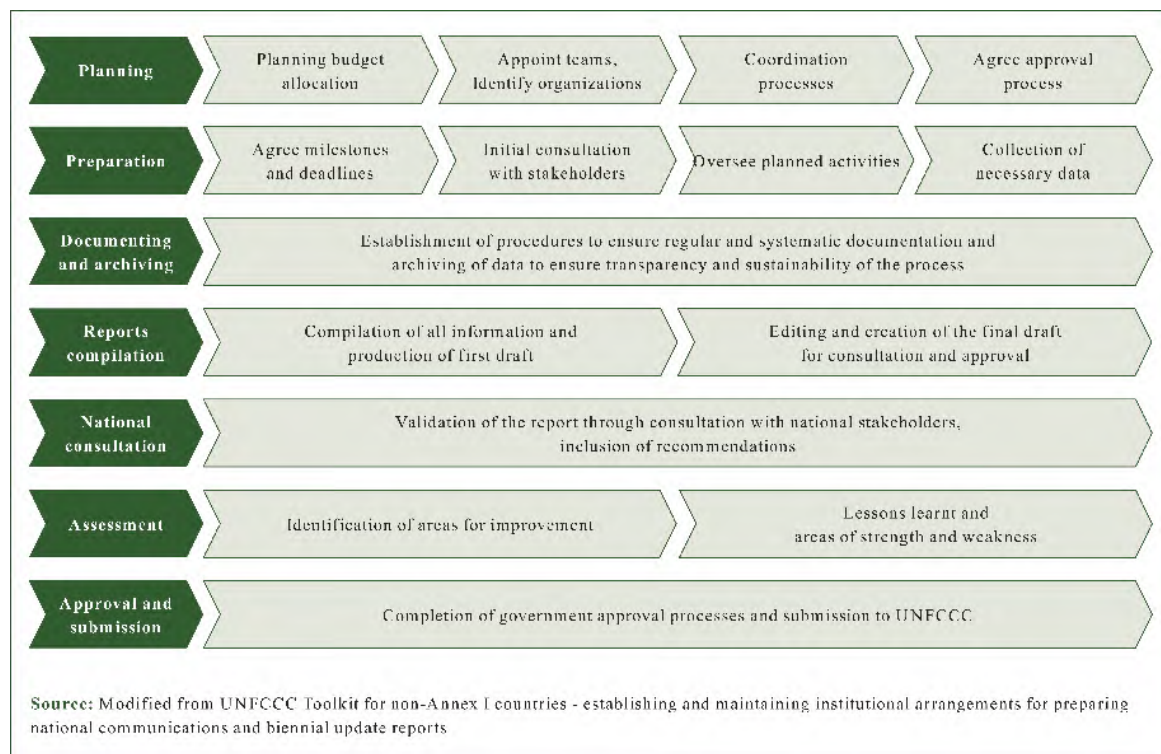 Planning
Planning budget
allocation
Appoint teams,
Identify organizations
Coordination
processes
Agree approval
process
Preparation
Agree milestones
and deadlines
Initial consultation
with stakeholders
Oversee planned activities
Collection of
necessary data
Documenting
and archiving
Establishment of procedures to ensure regular and systematic documentation and
archiving of data to ensure transparency and sustainability of the process
Reports
compilation
Compilation of all information and
production of first draft
Editing and creation of the final draft
for consultation and approval
National
consultation
Validation of the report through consultation with national stakeholders,
inclusion of recommendations
Assessment
Identification of areas for improvement
Lessons learnt and
areas of strength and weakness
Approval and
submission
Completion of government approval processes and submission to UNFCCC
Source: Modified from UNFCCC Toolkit for non-Annex I countries - establishing and maintaining institutional arrangements for preparing
national communications and biennial update reports